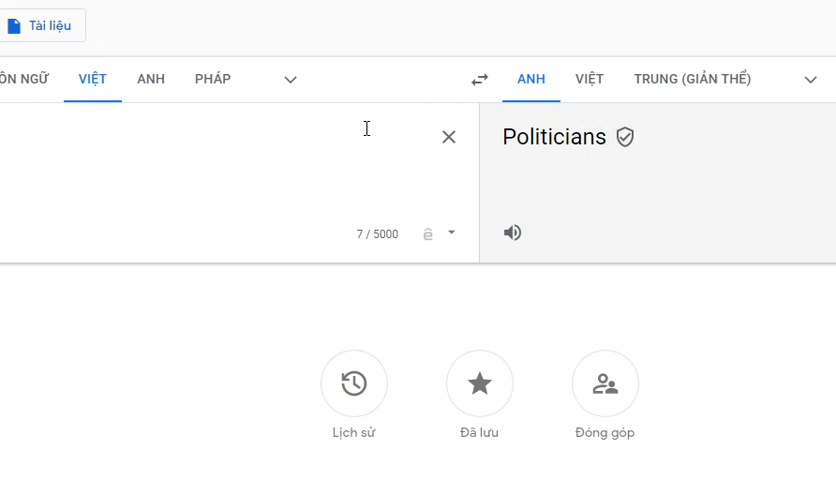 Tài liệu
ÔN NGỮ VIỆT ANH PHÁP ANH VIỆT TRUNG (GIẢN THỂ)
Politicians
7 / 5000 ê
Lịch sử Đã lưu Đóng góp